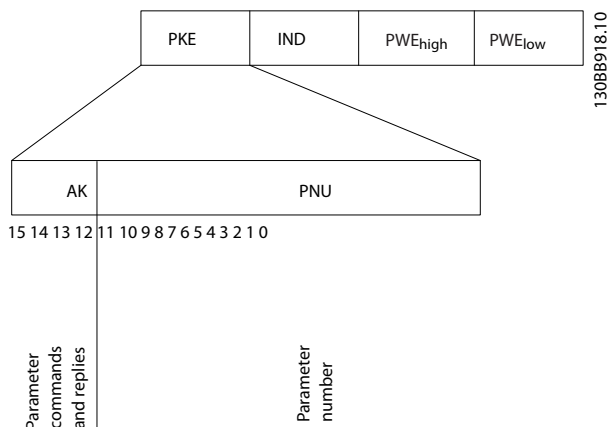 PKE IND PWEhigh PWElow
130BB918.10
AK PNU
15 14 13 12 11 10 9 8 7 6 5 4 3 2 1 0
Parameter
commands
and replies
Parameter
number